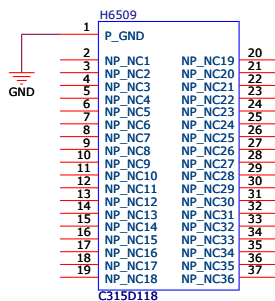 H6509
1 P_GND
GND
2 NP_NC1 NP_NC19 20
3 NP_NC2 NP_NC20 21
4 NP_NC3 NP_NC21 22
5 NP_NC4 NP_NC22 23
6 NP_NC5 NP_NC23 24
7 NP_NC6 NP_NC24 25
8 NP_NC7 NP_NC25 26
9 NP_NC8 NP_NC26 27
10 NP_NC9 NP_NC27 28
11 NP_NC10 NP_NC28 29
12 NP_NC11 NP_NC29 30
13 NP_NC12 NP_NC30 31
14 NP_NC13 NP_NC31 32
15 NP_NC14 NP_NC32 33
16 NP_NC15 NP_NC33 34
17 NP_NC16 NP_NC34 35
18 NP_NC17 NP_NC35 36
19 NP_NC18 NP_NC36 37
C315D118